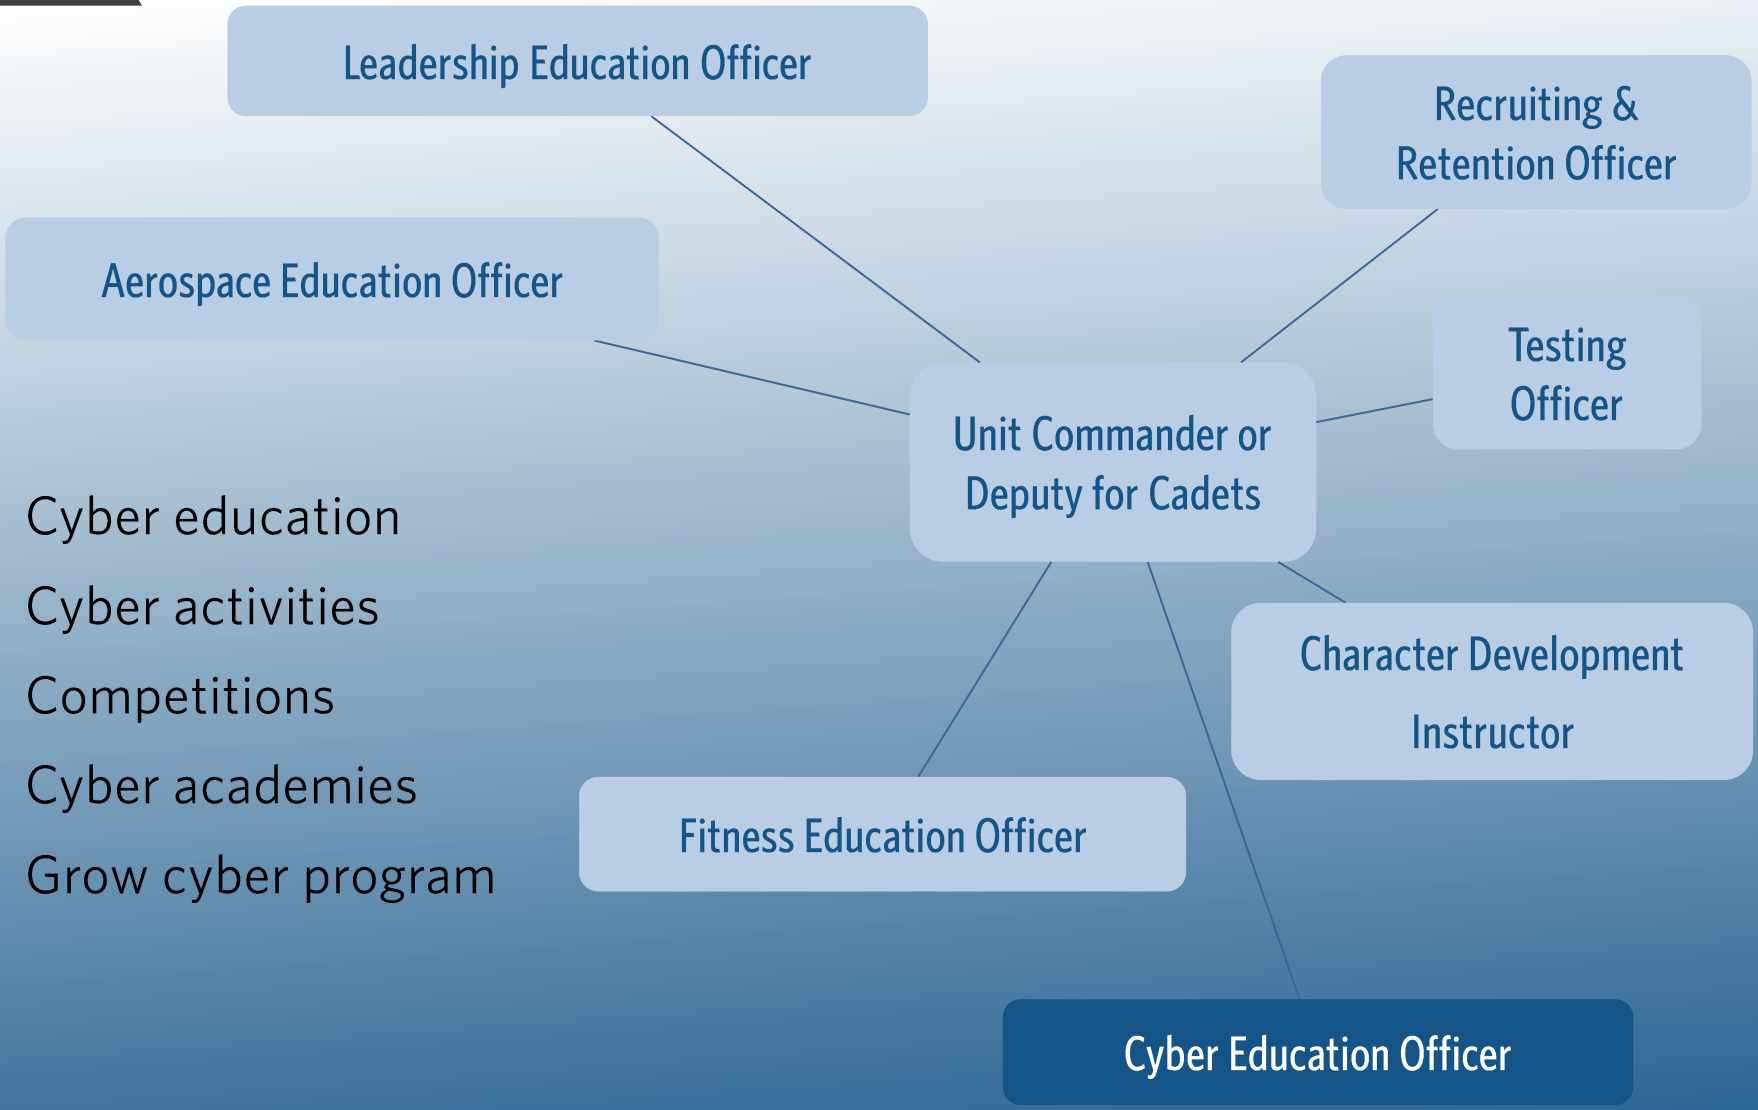 Leadership Education Officer
Recruiting &
Retention Officer
Aerospace Education Officer
Testing
Officer
Unit Commander or
Deputy for Cadets
Cyber education
Cyber activities
Competitions
Cyber academies
Grow cyber program
Character Development
Instructor
Fitness Education Officer
Cyber Education Officer